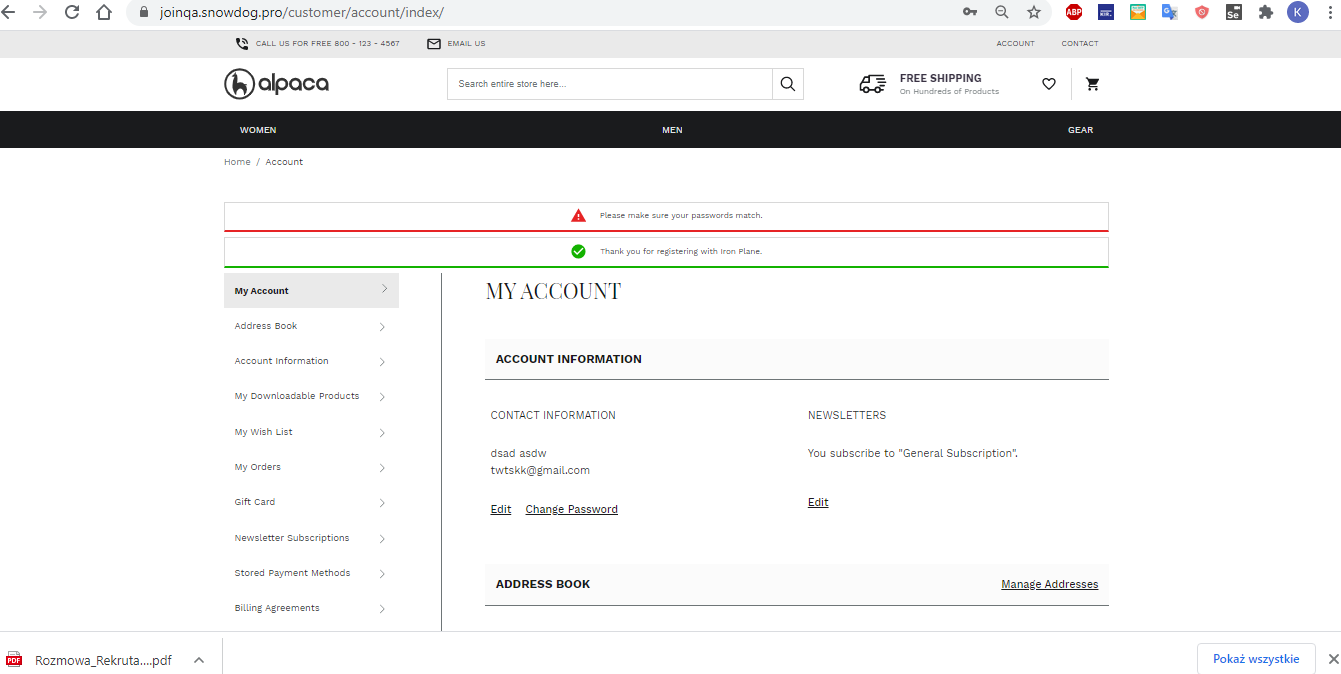 joinqa.snowdog.pro/customer/account/index/
ABP
Se
K
CALL US FOR FREE 800 - 123 - 4567
EMAIL US
ACCOUNT
CONTACT
alpaca
Search entire store here...
FREE SHIPPING
On Hundreds of Products
WOMEN
MEN
GEAR
Home / Account
Please make sure your passwords match.
Thank you for registering with Iron Plane.
My Account
Address Book
Account Information
My Downloadable Products
My Wish List
My Orders
Gift Card
Newsletter Subscriptions
Stored Payment Methods
Billing Agreements
MY ACCOUNT
ACCOUNT INFORMATION
CONTACT INFORMATION
dsad asdw
twtskk@gmail.com
Edit Change Password
NEWSLETTERS
You subscribe to "General Subscription".
Edit
ADDRESS BOOK
Manage Addresses
PDF
Rozmowa_Rekruta....pdf
Pokaż wszystkie